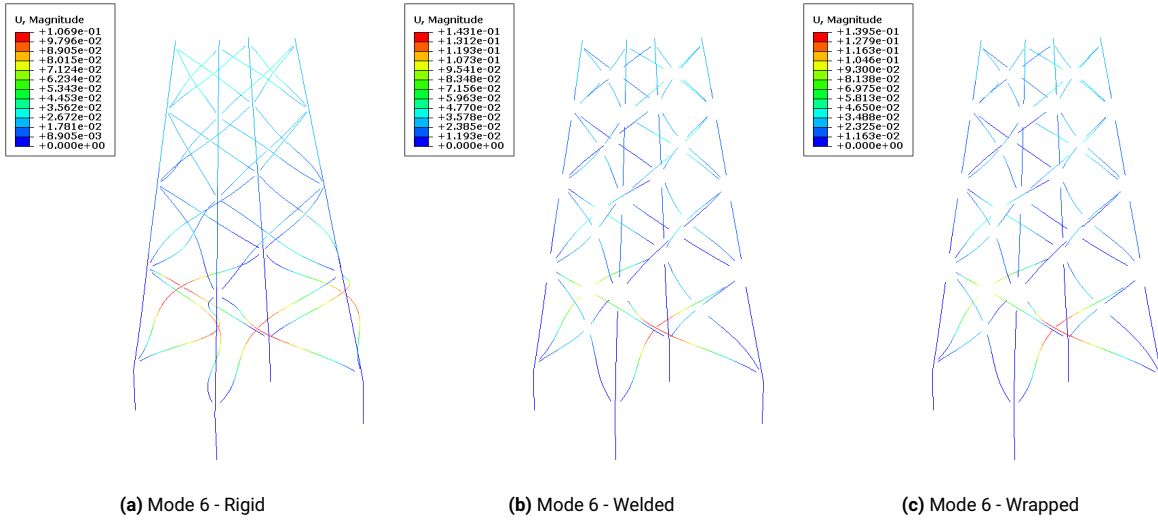 U, Magnitude
+1.069e-01
+9.796e-02
+8.905e-02
+8.015e-02
+7.124e-02
+6.234e-02
+5.343e-02
+4.453e-02
+3.562e-02
+2.672e-02
+1.781e-02
+8.905e-03
+0.000e+00
(a) Mode 6 - Rigid
U, Magnitude
+1.431e-01
+1.312e-01
+1.193e-01
+1.073e-01
+9.541e-02
+8.348e-02
+7.156e-02
+5.963e-02
+4.770e-02
+3.578e-02
+2.385e-02
+1.193e-02
+0.000e+00
(b) Mode 6 - Welded
U, Magnitude
+1.395e-01
+1.279e-01
+1.163e-01
+1.046e-01
+9.300e-02
+8.138e-02
+6.975e-02
+5.813e-02
+4.650e-02
+3.488e-02
+2.325e-02
+1.163e-02
+0.000e+00
(c) Mode 6 - Wrapped